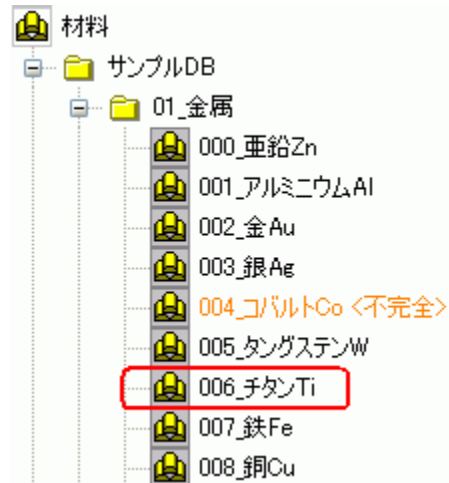 材料
サンプルDB
01_金属
000_亜鉛Zn
001_アルミニウムAl
002_金Au
003_銀Ag
004_コバルトCo <不完全>
005_タングステンW
006_チタンTi
007_鉄Fe
008_銅Cu